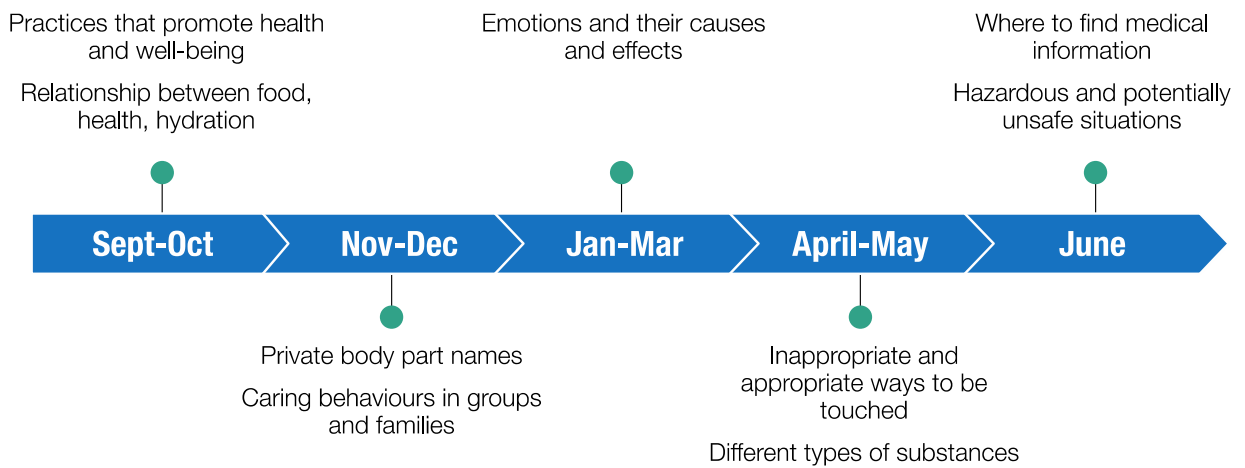 Practices that promote health
and well-being
Relationship between food,
health, hydration
Emotions and their causes
and effects
Where to find medical
information
Hazardous and potentially
unsafe situations
Sept-Oct
Nov-Dec
Jan-Mar
April-May
June
Private body part names
Caring behaviours in groups
and families
Inappropriate and
appropriate ways to be
touched
Different types of substances